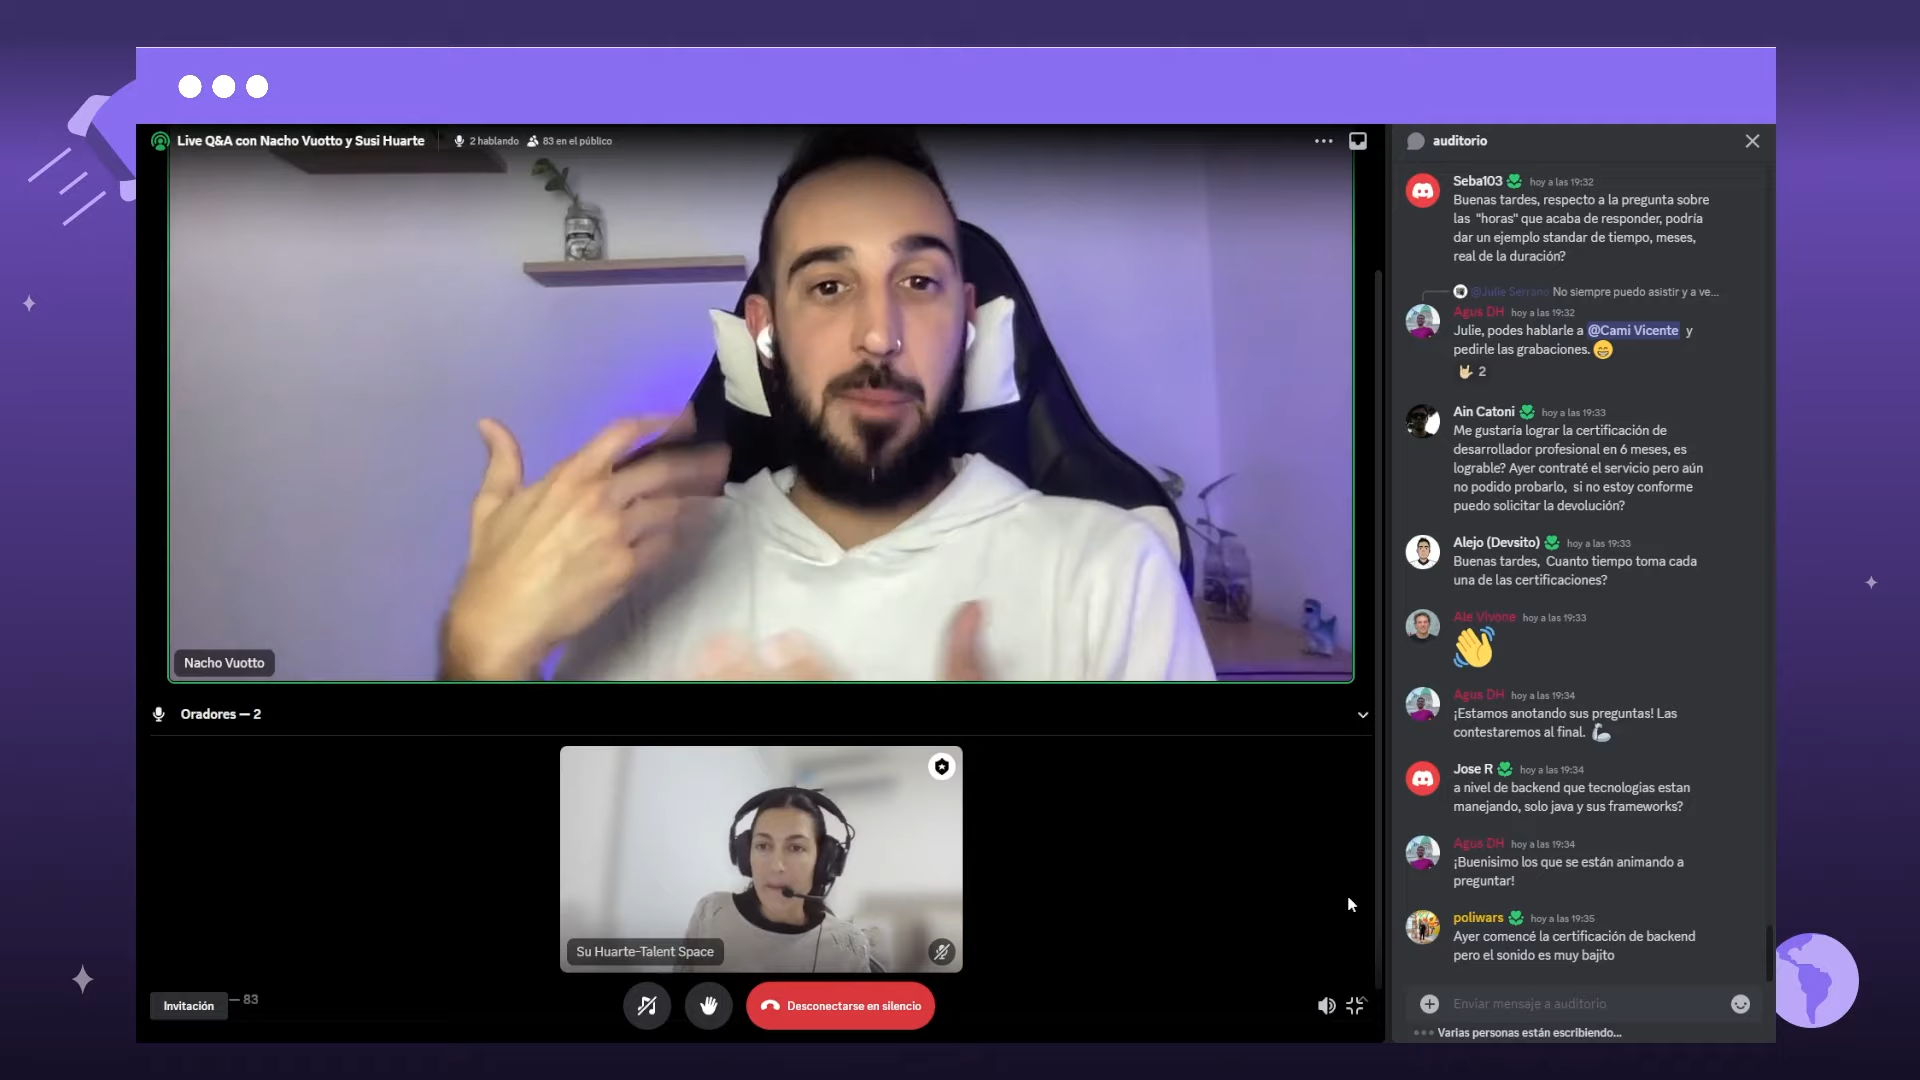 Live Q&A con Nacho Vuotto y Susi Huarte
2 hablando
83 en el público
Nacho Vuotto
Oradores — 2
Su Huarte-Talent Space
Invitación
— 83
Desconectarse en silencio
auditorio
Seba103 hoy a las 19:32
Buenas tardes, respecto a la pregunta sobre
las "horas" que acaba de responder, podría
dar un ejemplo standar de tiempo, meses,
real de la duración?
@Julie Serrano No siempre puedo asistir y a ve...
Agus DH hoy a las 19:32
Julie, podes hablarle a @Cami Vicente y
pedirle las grabaciones. 😁
🤟🏻 2
Ain Catoni hoy a las 19:33
Me gustaría lograr la certificación de
desarrollador profesional en 6 meses, es
lograble? Ayer contraté el servicio pero aún
no podido probarlo, si no estoy conforme
puedo solicitar la devolución?
Alejo (Devsito) hoy a las 19:33
Buenas tardes, Cuanto tiempo toma cada
una de las certificaciones?
Ale Vivone hoy a las 19:33
👋
Agus DH hoy a las 19:34
¡Estamos anotando sus preguntas! Las
contestaremos al final. 🦾
Jose R hoy a las 19:34
a nivel de backend que tecnologias estan
manejando, solo java y sus frameworks?
Agus DH hoy a las 19:34
¡Buenisimo los que se están animando a
preguntar!
poliwars hoy a las 19:35
Ayer comencé la certificación de backend
pero el sonido es muy bajito
Enviar mensaje a auditorio
Varias personas están escribiendo...